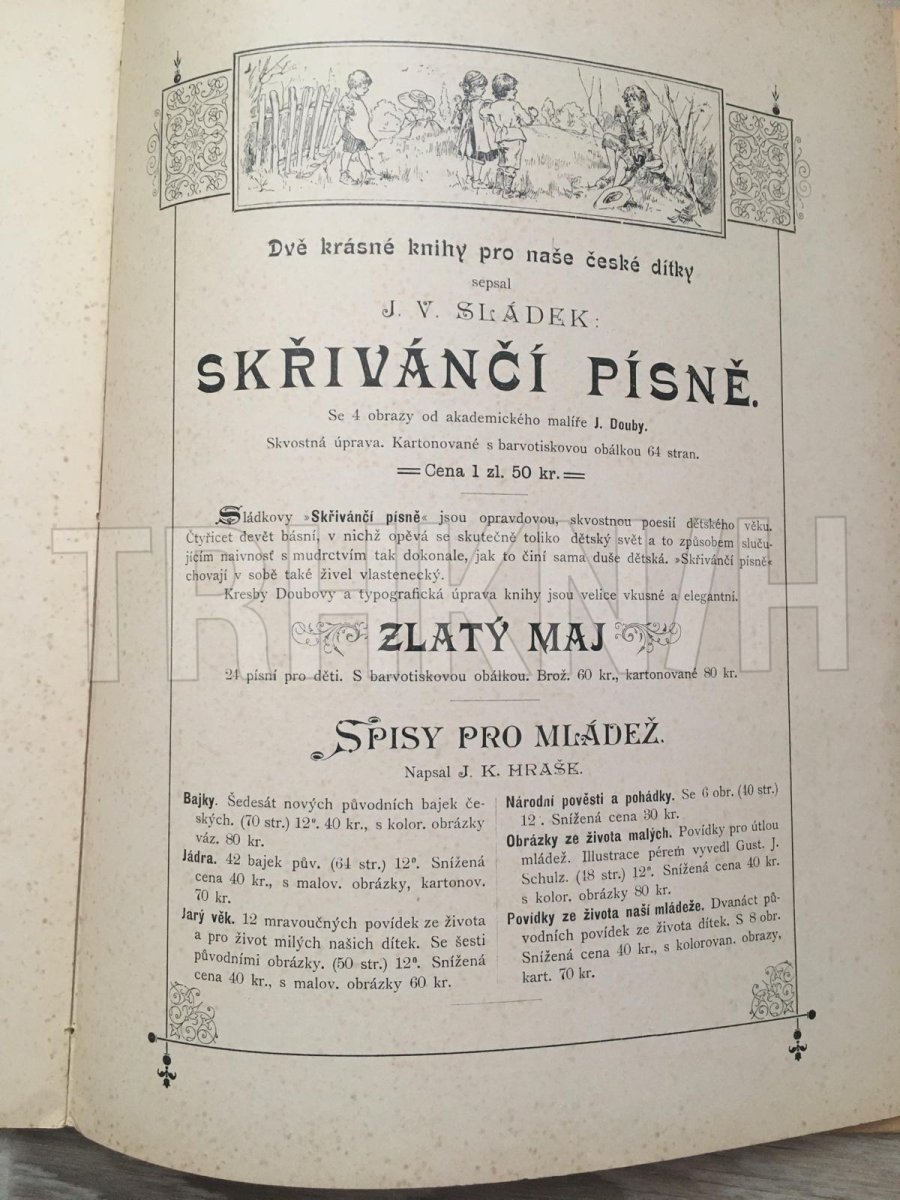 Dvě krásné knihy pro naše české dítky
sepsal
J. V. SLÁDEK:
SKŘIVÁNČÍ PÍSNĚ.
Se 4 obrazy od akademického malíře J. Douby.
Skvostná úprava. Kartonované s barvotiskovou obálkou 64 stran.
Cena 1 zl. 50 kr.
Sládkovy »Skřivánčí písně« jsou opravdovou, skvostnou poesií dětského věku.
Čtyřicet devět básní, v nichž opěvá se skutečně toliko dětský svět a to způsobem sluču-
jícím naivnosť s mudrctvím tak dokonale, jak to činí sama duše dětská. »Skřivánčí písně«
chovají v sobě také živel vlastenecký.
Kresby Doubovy a typografická úprava knihy jsou velice vkusné a elegantní.
ZLATÝ MAJ
24 písní pro děti. S barvotiskovou obálkou. Brož. 60 kr., kartonované 80 kr.
SPISY PRO MLÁDEŽ.
Napsal J. K. HRAŠE.
Bajky. Šedesát nových původních bajek če-
ských. (70 str.) 12⁰. 40 kr., s kolor. obrázky
váz. 80 kr.
Jádra. 42 bajek pův. (64 str.) 12⁰. Snížená
cena 40 kr., s malov. obrázky, kartonov.
70 kr.
Jarý věk. 12 mravoučných povídek ze života
a pro život milých našich dítek. Se šesti
původními obrázky. (50 str.) 12⁰. Snížená
cena 40 kr., s malov. obrázky 60 kr.
Národní pověsti a pohádky. Se 6 obr. (40 str.)
12⁰. Snížená cena 30 kr.
Obrázky ze života malých. Povídky pro útlou
mládež. Illustrace pérem vyvedl Gust. J.
Schulz. (48 str.) 12⁰. Snížená cena 40 kr.
s kolor. obrázky 80 kr.
Povídky ze života naší mládeže. Dvanáct pů-
vodních povídek ze života dítek. S 8 obr.
Snížená cena 40 kr., s kolorovan. obrazy,
kart. 70 kr.
TRHKNIH